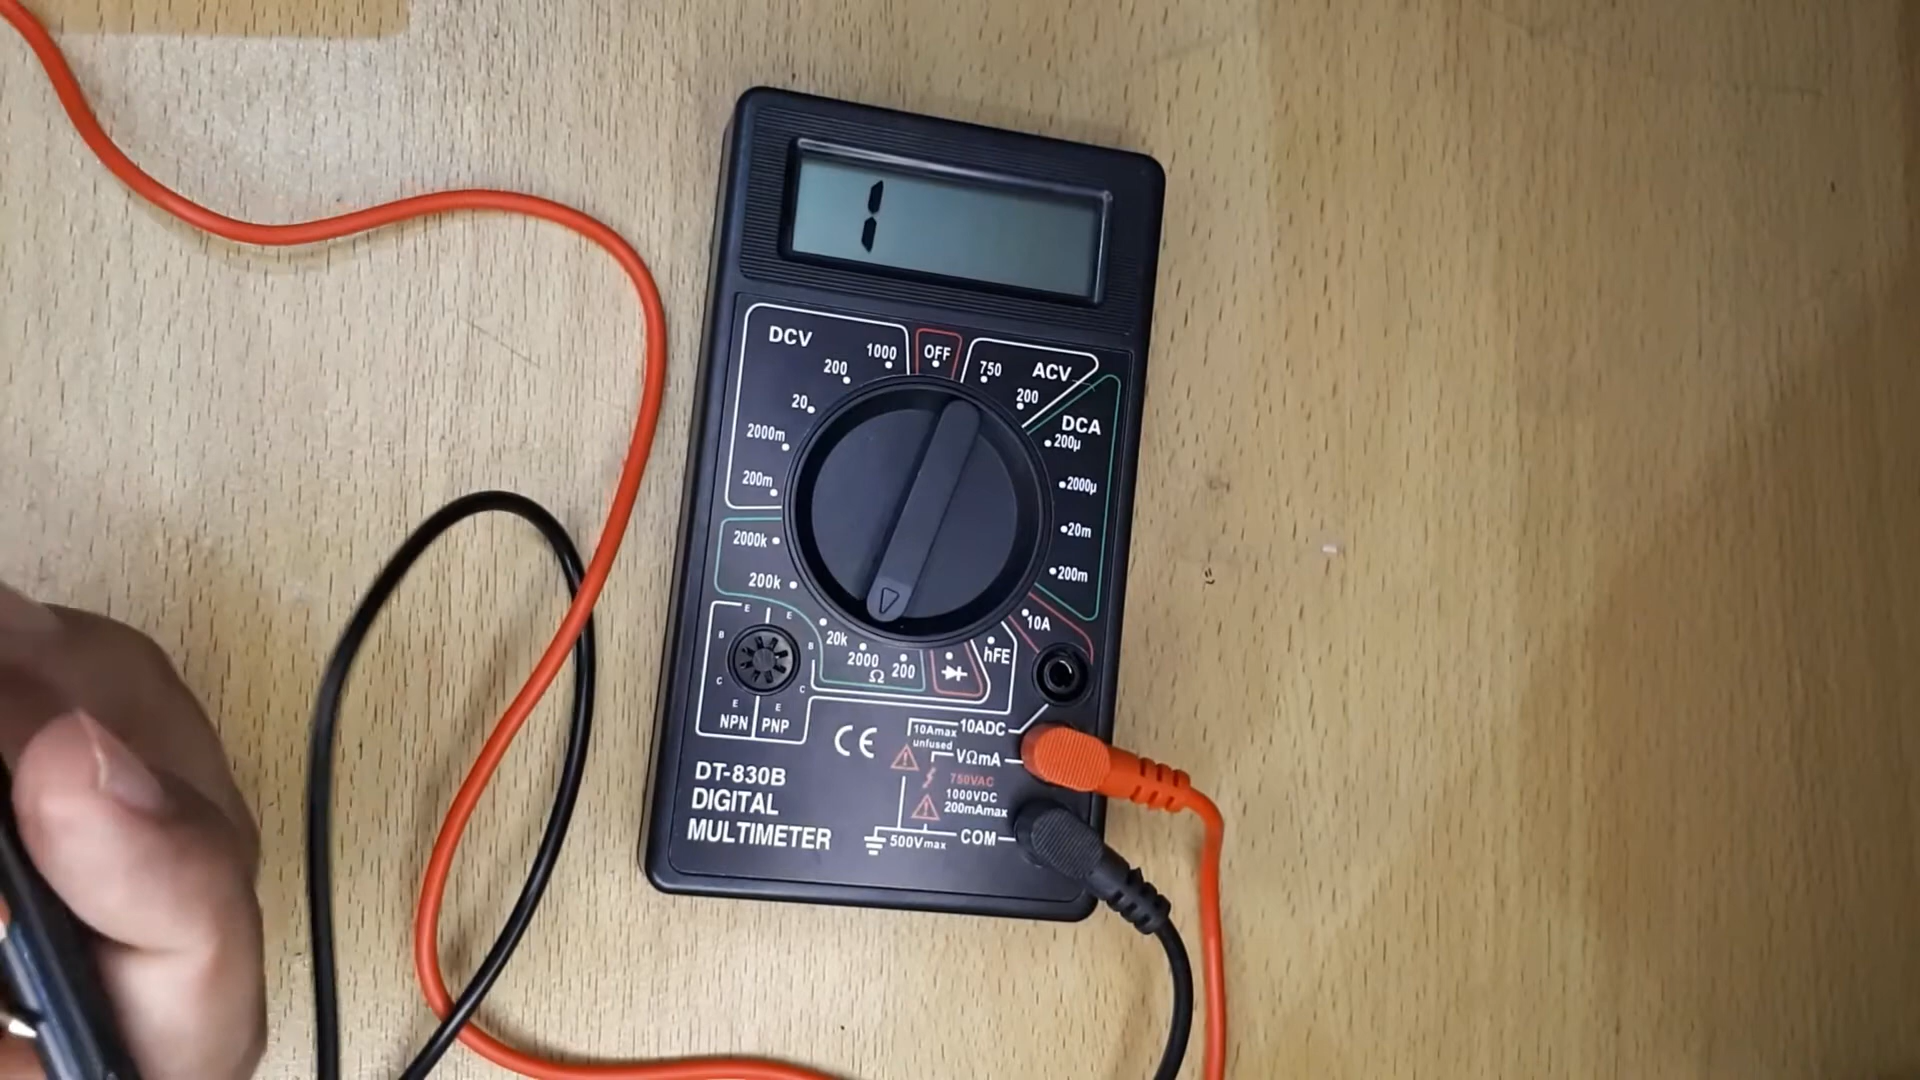 1
DCV
OFF
ACV
1000
750
200
200
20
DCA
200µ
2000m
2000µ
200m
20m
2000k
200m
200k
10A
20k
2000
Ω
200
hFE
E
E
B
B
C
C
E
E
NPN
PNP
CE
10Amax
unfused
10ADC
VΩmA
750VAC
1000VDC
200mAmax
COM
500Vmax
DT-830B
DIGITAL
MULTIMETER